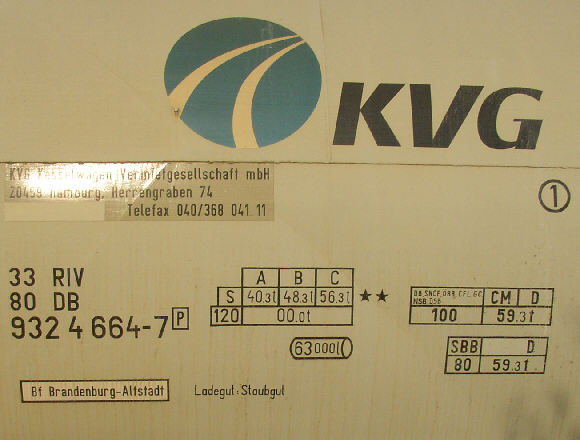 KVG
KVG Kesselwagen Vermietgesellschaft mbH
20459 Hamburg, Herrengraben 74
Telefax 040/368 041 11
1
33 RIV
80 DB
932 4 664-7 P
A B C
S 40.3t 48.3t 56.3t ★★
120 00.0t
63000l
DB SNCF ÖBB CFL GC CM D
NSB DSB
100 59.3t
SBB D
80 59.3t
Bf Brandenburg-Altstadt
Ladegut: Staubgut